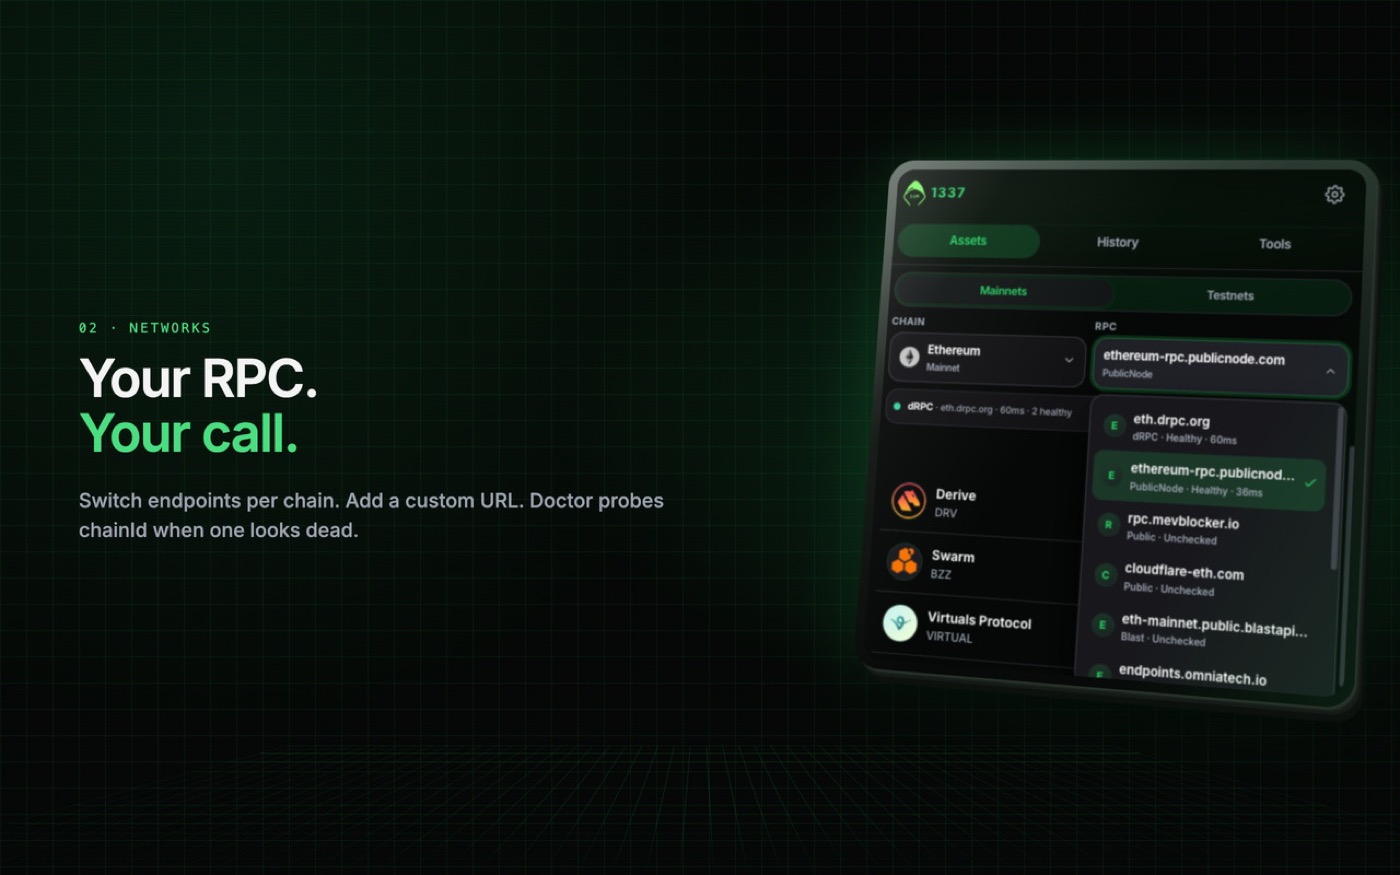 02 · NETWORKS
Your RPC.
Your call.
Switch endpoints per chain. Add a custom URL. Doctor probes
chainId when one looks dead.
1337
Assets
History
Tools
Mainnets
Testnets
CHAIN
Ethereum
Mainnet
RPC
ethereum-rpc.publicnode.com
PublicNode
dRPC · eth.drpc.org · 60ms · 2 healthy
Derive
DRV
Swarm
BZZ
Virtuals Protocol
VIRTUAL
E
eth.drpc.org
dRPC · Healthy · 60ms
E
ethereum-rpc.publicnod...
PublicNode · Healthy · 36ms
R
rpc.mevblocker.io
Public · Unchecked
C
cloudflare-eth.com
Public · Unchecked
E
eth-mainnet.public.blastapi...
Blast · Unchecked
E
endpoints.omniatech.io